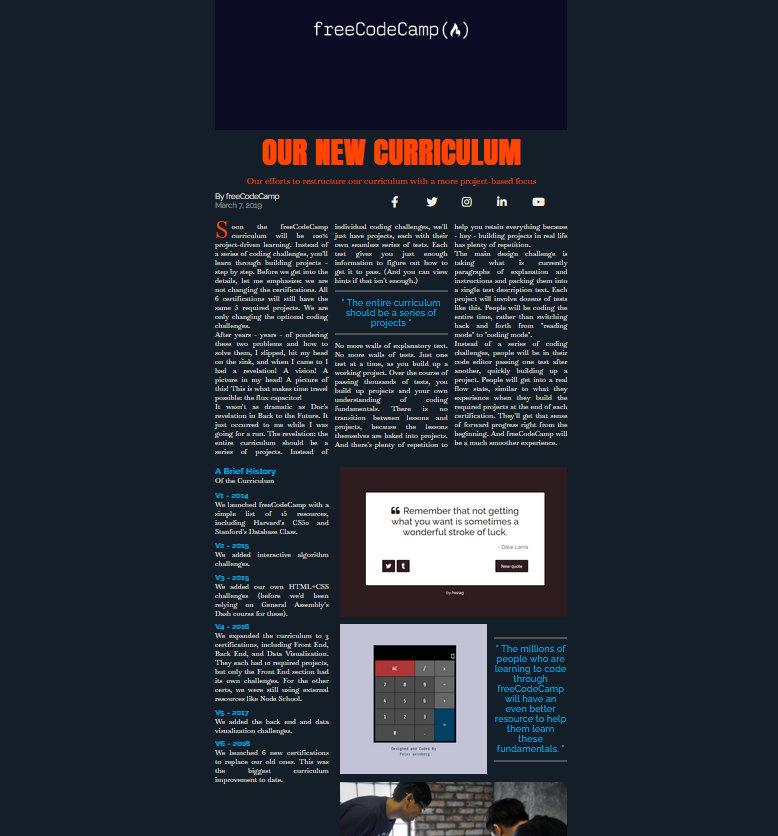 freeCodeCamp(🔥)
OUR NEW CURRICULUM
Our efforts to restructure our curriculum with a more project-based focus
By freeCodeCamp
March 7, 2019
Soon the freeCodeCamp
curriculum will be 100%
project-driven learning. Instead of
a series of coding challenges, you'll
learn through building projects -
step by step. Before we get into the
details, let me emphasize: we are
not changing the certifications. All
6 certifications will still have the
same 5 required projects. We are
only changing the optional coding
challenges.
After years - years - of pondering
these two problems and how to
solve them, I slipped, hit my head
on the sink, and when I came to I
had a revelation! A vision! A
picture in my head! A picture of
this! This is what makes time travel
possible: the flux capacitor!
It wasn't as dramatic as Doc's
revelation in Back to the Future. It
just occurred to me while I was
going for a run. The revelation: the
entire curriculum should be a
series of projects. Instead of
individual coding challenges, we'll
just have projects, each with their
own seamless series of tests. Each
test gives you just enough
information to figure out how to
get it to pass. (And you can view
hints if that isn't enough.)
" The entire curriculum
should be a series of
projects "
No more walls of explanatory text.
No more walls of tests. Just one
test at a time, as you build up a
working project. Over the course of
passing thousands of tests, you
build up projects and your own
understanding of coding
fundamentals. There is no
transition between lessons and
projects, because the lessons
themselves are baked into projects.
And there's plenty of repetition to
help you retain everything because
- hey - building projects in real life
has plenty of repetition.
The main design challenge is
taking what is currently
paragraphs of explanation and
instructions and packing them into
a single test description text. Each
project will involve dozens of tests
like this. People will be coding the
entire time, rather than switching
back and forth from "reading
mode" to "coding mode".
Instead of a series of coding
challenges, people will be in their
code editor passing one test after
another, quickly building up a
project. People will get into a real
flow state, similar to what they
experience when they build the
required projects at the end of each
certification. They'll get that sense
of forward progress right from the
beginning. And freeCodeCamp will
be a much smoother experience.
A Brief History
Of the Curriculum
V1 - 2014
We launched freeCodeCamp with a
simple list of 15 resources,
including Harvard's CS50 and
Stanford's Database Class.
V2 - 2015
We added interactive algorithm
challenges.
V3 - 2015
We added our own HTML+CSS
challenges (before we'd been
relying on General Assembly's
Dash course for these).
V4 - 2016
We expanded the curriculum to 3
certifications, including Front End,
Back End, and Data Visualization.
They each had 10 required projects,
but only the Front End section had
its own challenges. For the other
certs, we were still using external
resources like Node School.
V5 - 2017
We added the back end and data
visualization challenges.
V6 - 2018
We launched 6 new certifications
to replace our old ones. This was
the biggest curriculum
improvement to date.
Remember that not getting
what you want is sometimes a
wonderful stroke of luck.
- Dalai Lama
New quote
by hezag
0
AC / x
7 8 9 -
4 5 6 +
1 2 3 =
0 .
Designed and Coded By
Peter Weinberg
" The millions of
people who are
learning to code
through
freeCodeCamp
will have an
even better
resource to help
them learn
these
fundamentals. "